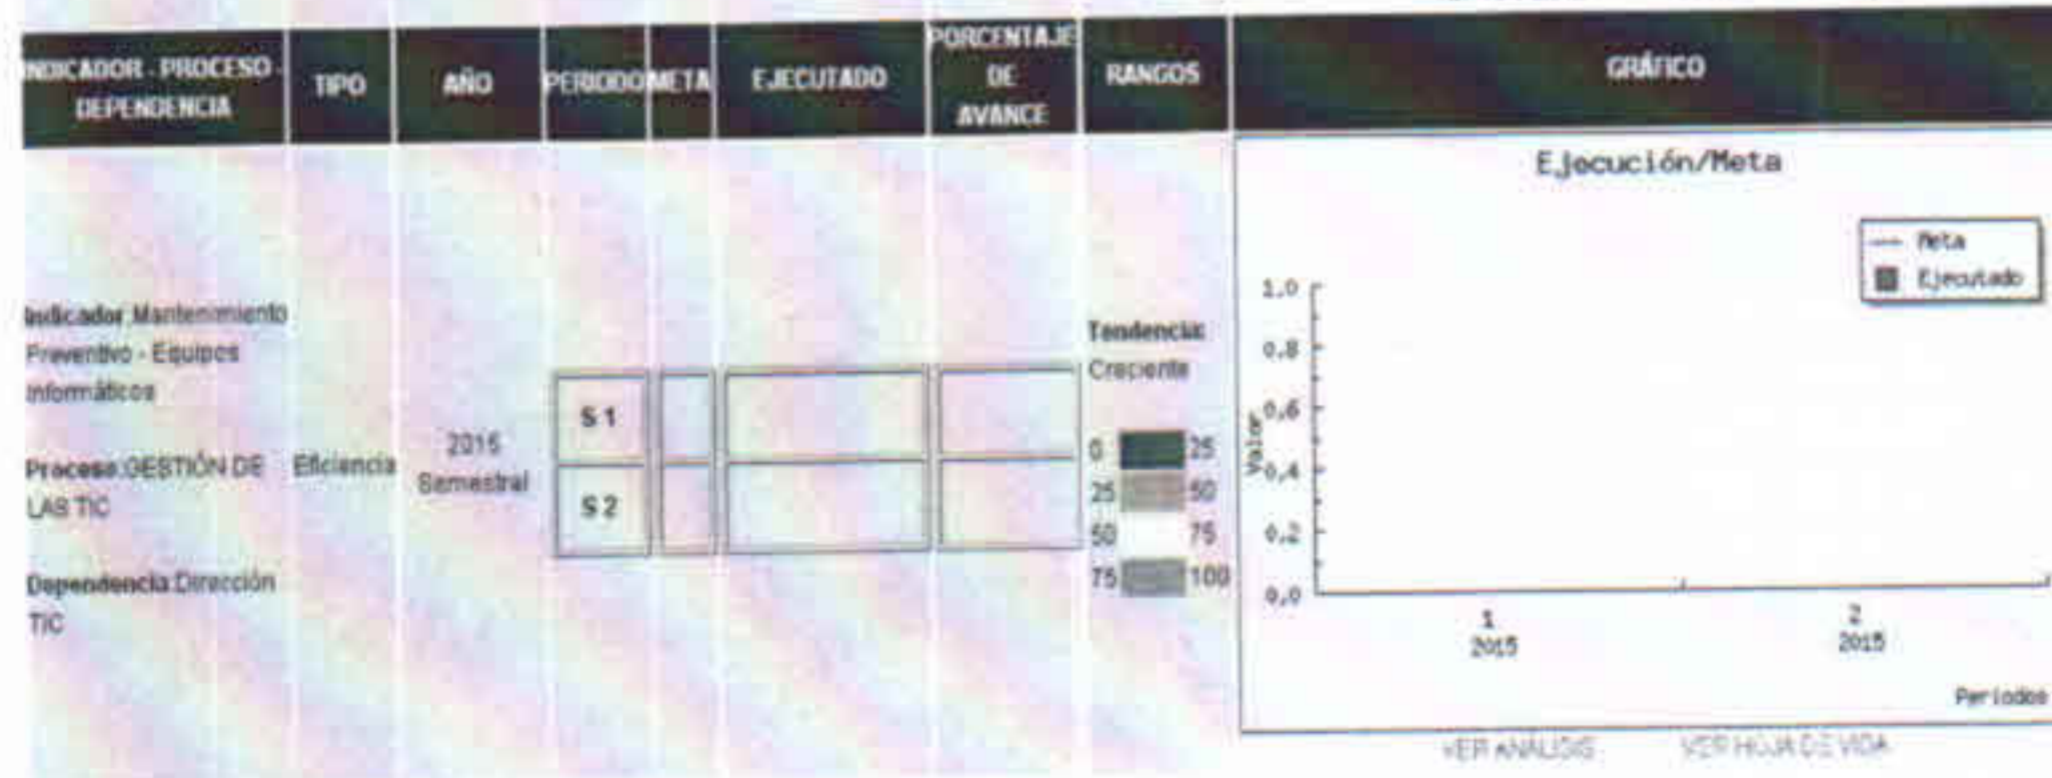 INDICADOR - PROCESO -
DEPENDENCIA
TIPO
AÑO
PERIODO
META
EJECUTADO
PORCENTAJE
DE
AVANCE
RANGOS
GRÁFICO
Indicador:Mantenimiento
Preventivo - Equipos
Informáticos
Proceso:GESTIÓN DE
LAS TIC
Dependencia:Dirección
TIC
Eficiencia
2015
Semestral
S 1
S 2
Tendencia:
Creciente
0 25
25 50
50 75
75 100
Ejecución/Meta
Meta
Ejecutado
Valor
1.0
0.8
0.6
0.4
0.2
0.0
1
2015
2
2015
Periodos
VER ANÁLISIS VER HOJA DE VIDA